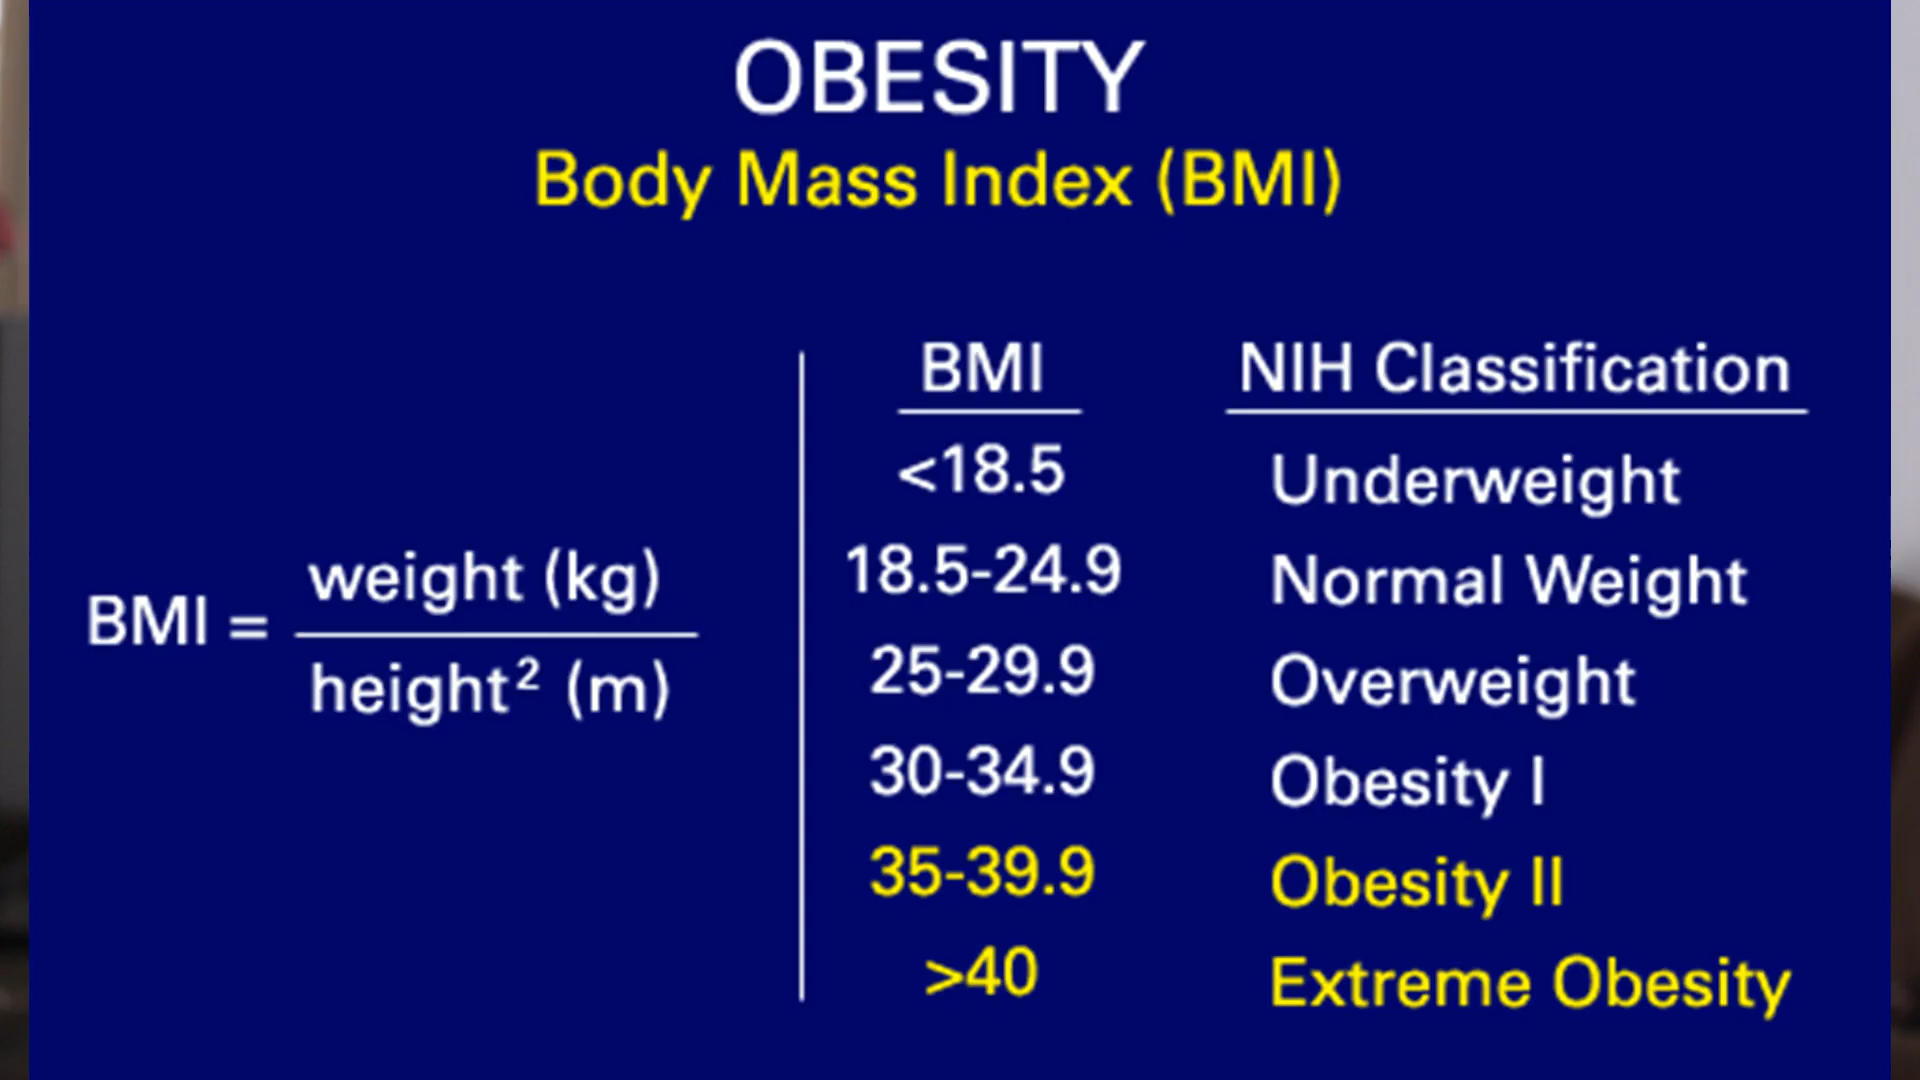 OBESITY
Body Mass Index (BMI)
BMI = weight (kg)
height² (m)
BMI NIH Classification
<18.5 Underweight
18.5-24.9 Normal Weight
25-29.9 Overweight
30-34.9 Obesity I
35-39.9 Obesity II
>40 Extreme Obesity